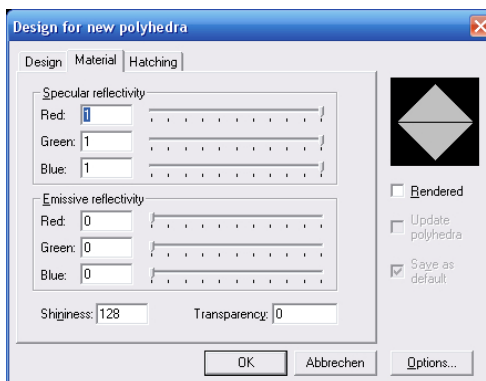 Design for new polyhedra
Design Material Hatching
Specular reflectivity
Red: 1
Green: 1
Blue: 1
Emissive reflectivity
Red: 0
Green: 0
Blue: 0
Shininess: 128 Transparency: 0
Rendered
Update
polyhedra
Save as
default
OK Abbrechen Options...